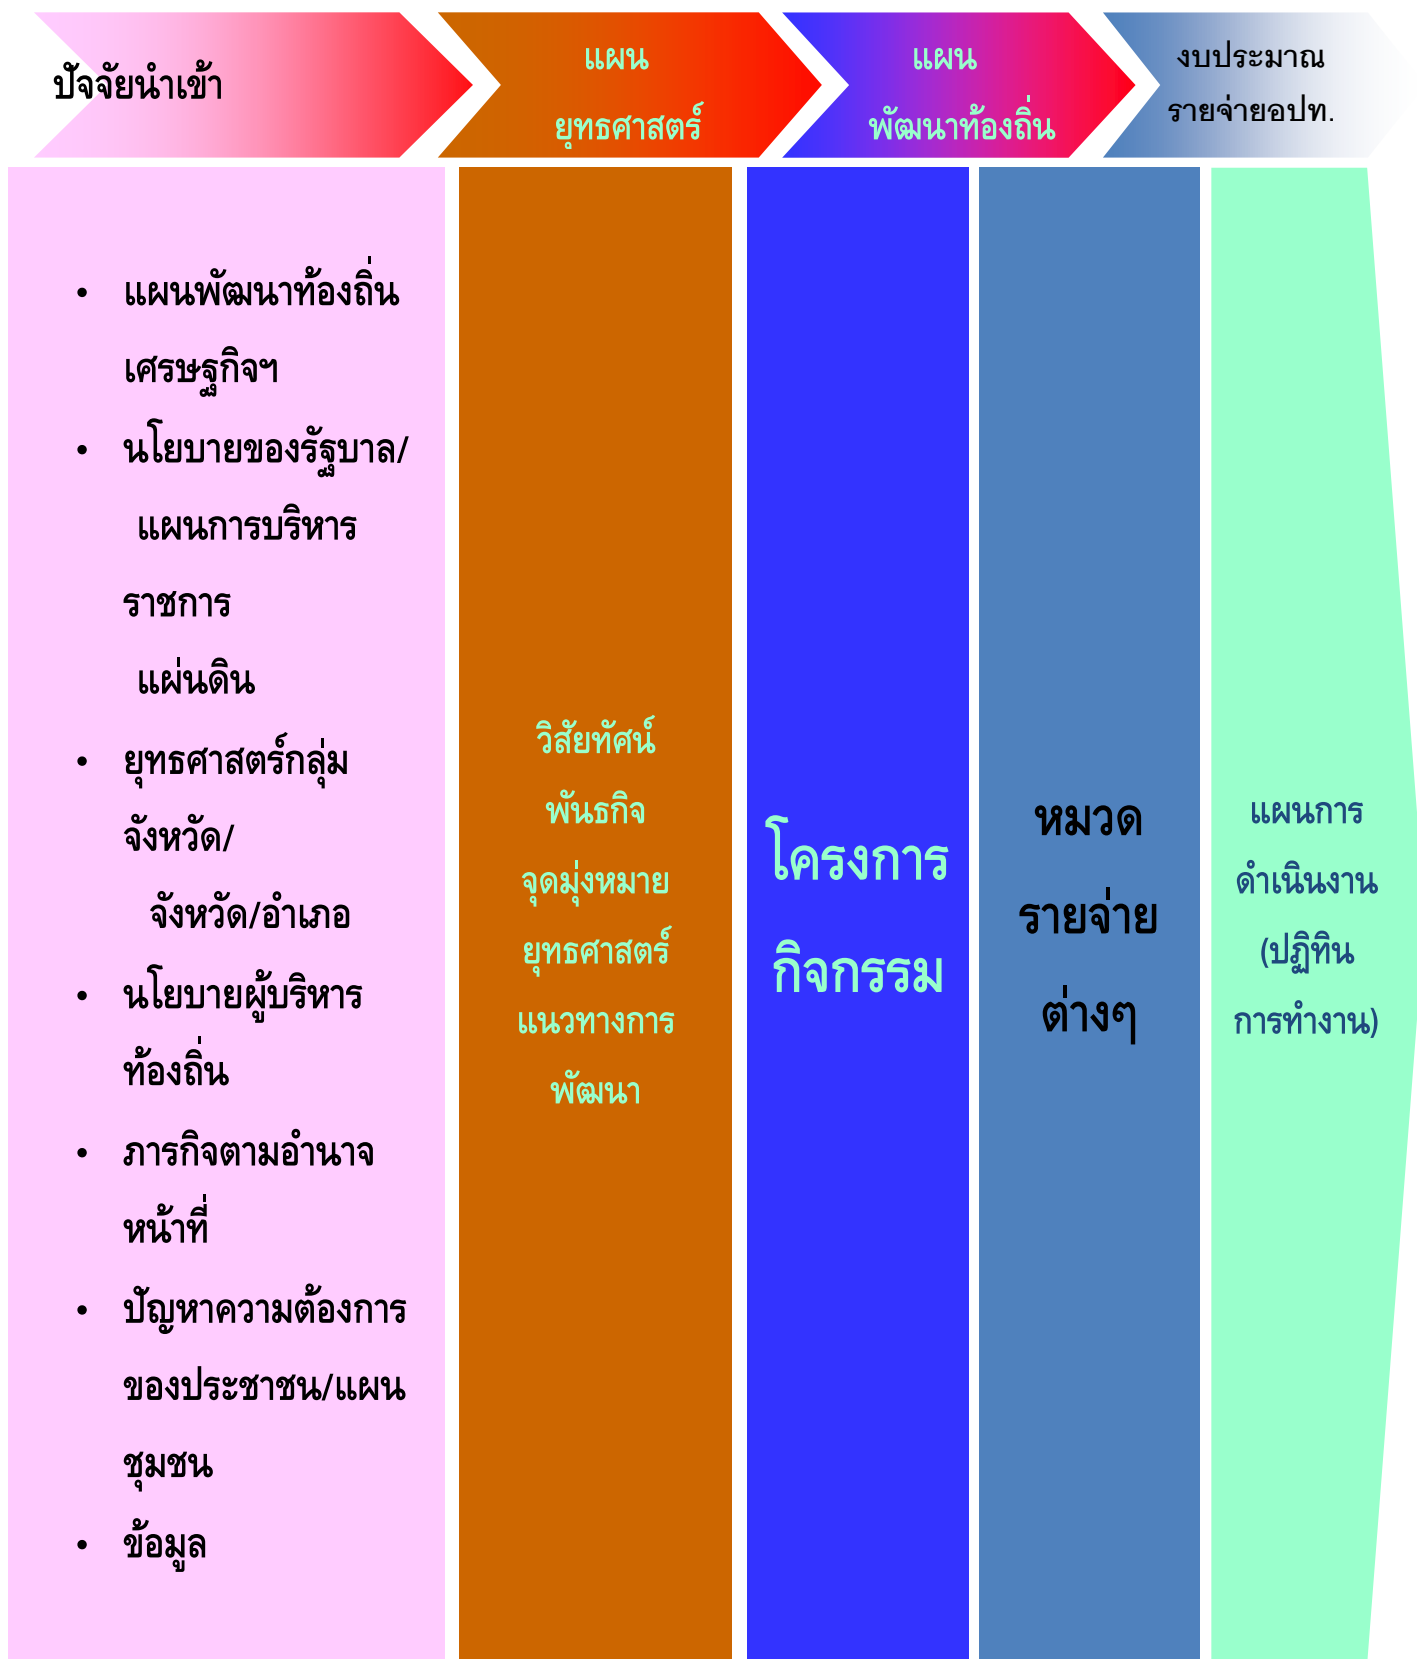 ปัจจัยนำเข้า
แผน
ยุทธศาสตร์
แผน
พัฒนาท้องถิ่น
งบประมาณ
รายจ่ายอปท.
• แผนพัฒนาท้องถิ่น
เศรษฐกิจฯ
• นโยบายของรัฐบาล/
แผนการบริหาร
ราชการ
แผ่นดิน
• ยุทธศาสตร์กลุ่ม
จังหวัด/
จังหวัด/อำเภอ
• นโยบายผู้บริหาร
ท้องถิ่น
• ภารกิจตามอำนาจ
หน้าที่
• ปัญหาความต้องการ
ของประชาชน/แผน
ชุมชน
• ข้อมูล
วิสัยทัศน์
พันธกิจ
จุดมุ่งหมาย
ยุทธศาสตร์
แนวทางการ
พัฒนา
โครงการ
กิจกรรม
หมวด
รายจ่าย
ต่างๆ
แผนการ
ดำเนินงาน
(ปฏิทิน
การทำงาน)